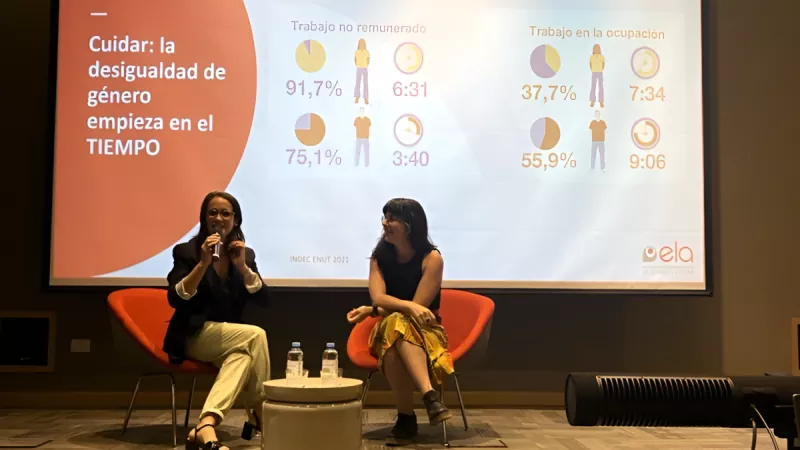 Cuidar: la
desigualdad de
género
empieza en el
TIEMPO
Trabajo no remunerado
91,7%
6:31
75,1%
3:40
Trabajo en la ocupación
37,7%
7:34
55,9%
9:06
INDEC ENUT 2021
ela